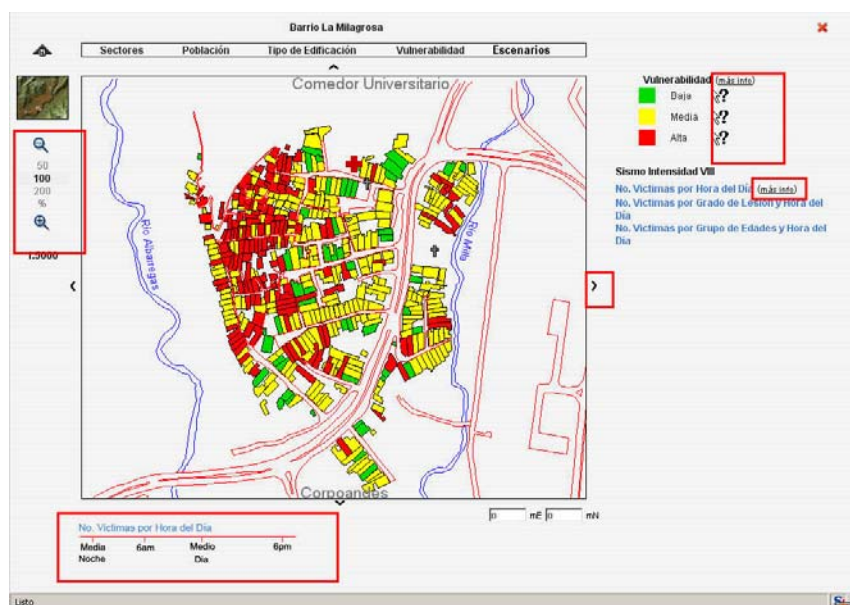 Barrio La Milagrosa
Sectores Población Tipo de Edificación Vulnerabilidad Escenarios
Comedor Universitario
Vulnerabilidad (más info)
Baja ?
Media ?
Alta ?
50
100
200
%
1:5000
Sismo Intensidad VIII
No. Victimas por Hora del Día (más info)
No. Victimas por Grado de Lesión y Hora del
Día
No. Victimas por Grupo de Edades y Hora del
Día
Río Albarregas
Río Milla
Corpoandes
0 mE 0 mN
No. Victimas por Hora del Día
Media 6am Medio 6pm
Noche Día
Listo